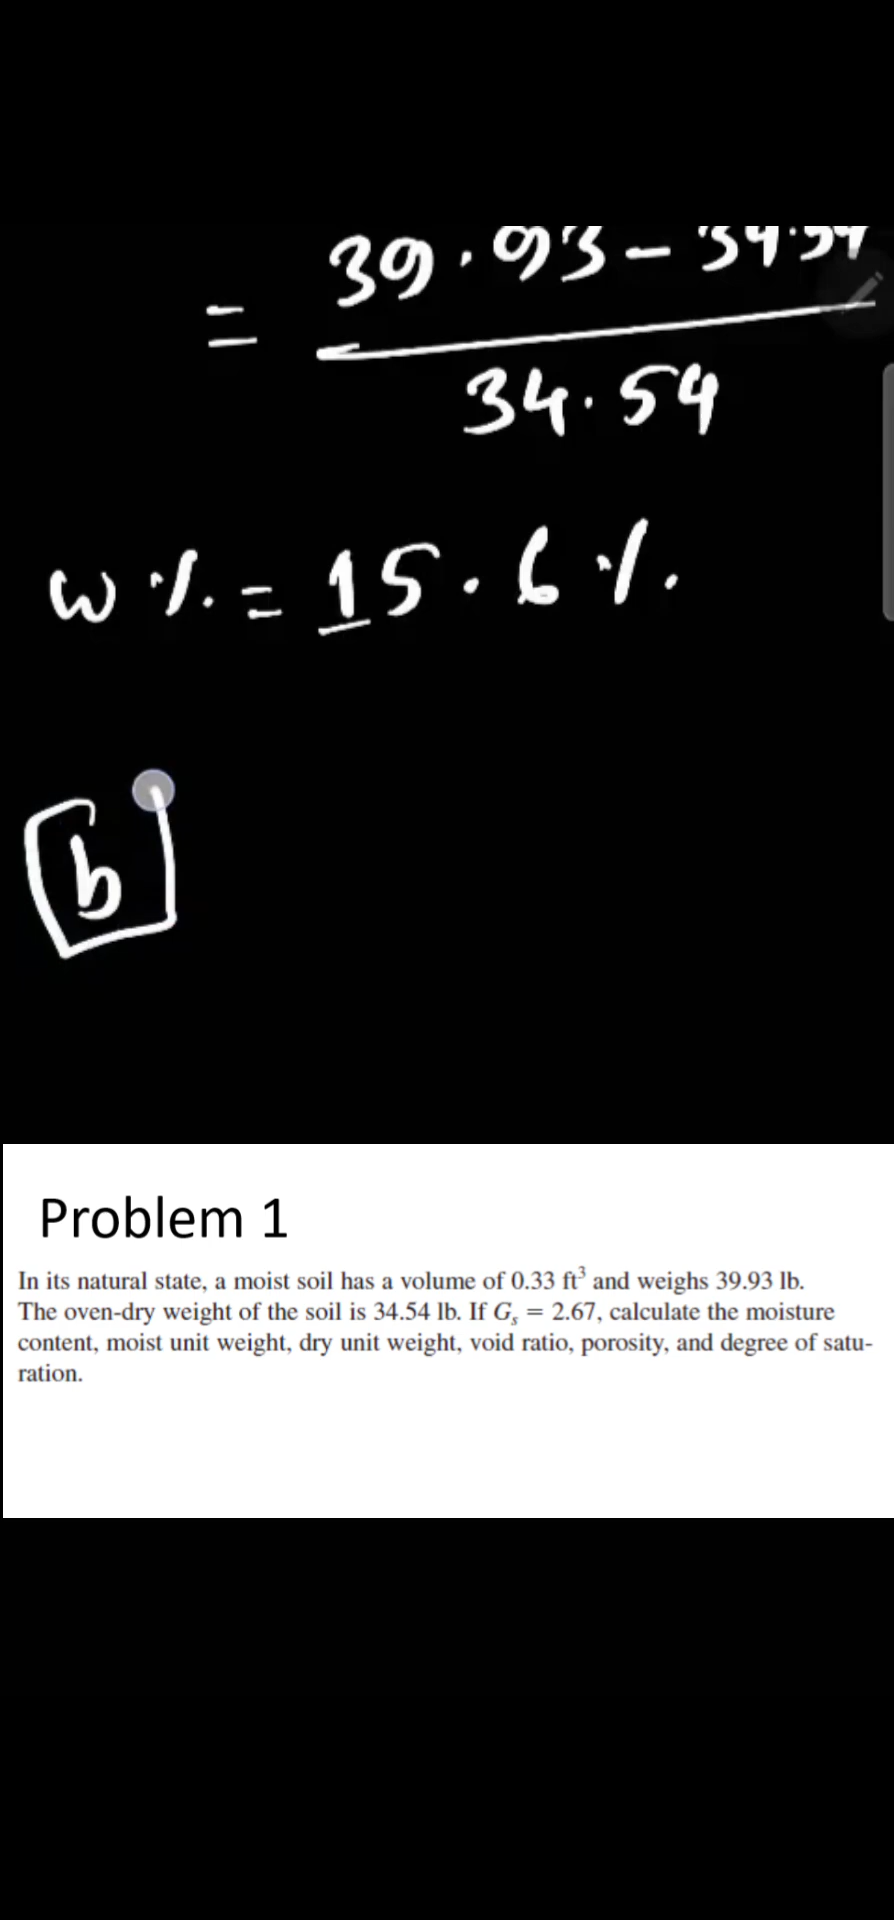 = 39.93 - 34.54
34.54
w % = 15.6 %.
b
Problem 1
In its natural state, a moist soil has a volume of 0.33 ft³ and weighs 39.93 lb.
The oven-dry weight of the soil is 34.54 lb. If Gₛ = 2.67, calculate the moisture
content, moist unit weight, dry unit weight, void ratio, porosity, and degree of satu-
ration.